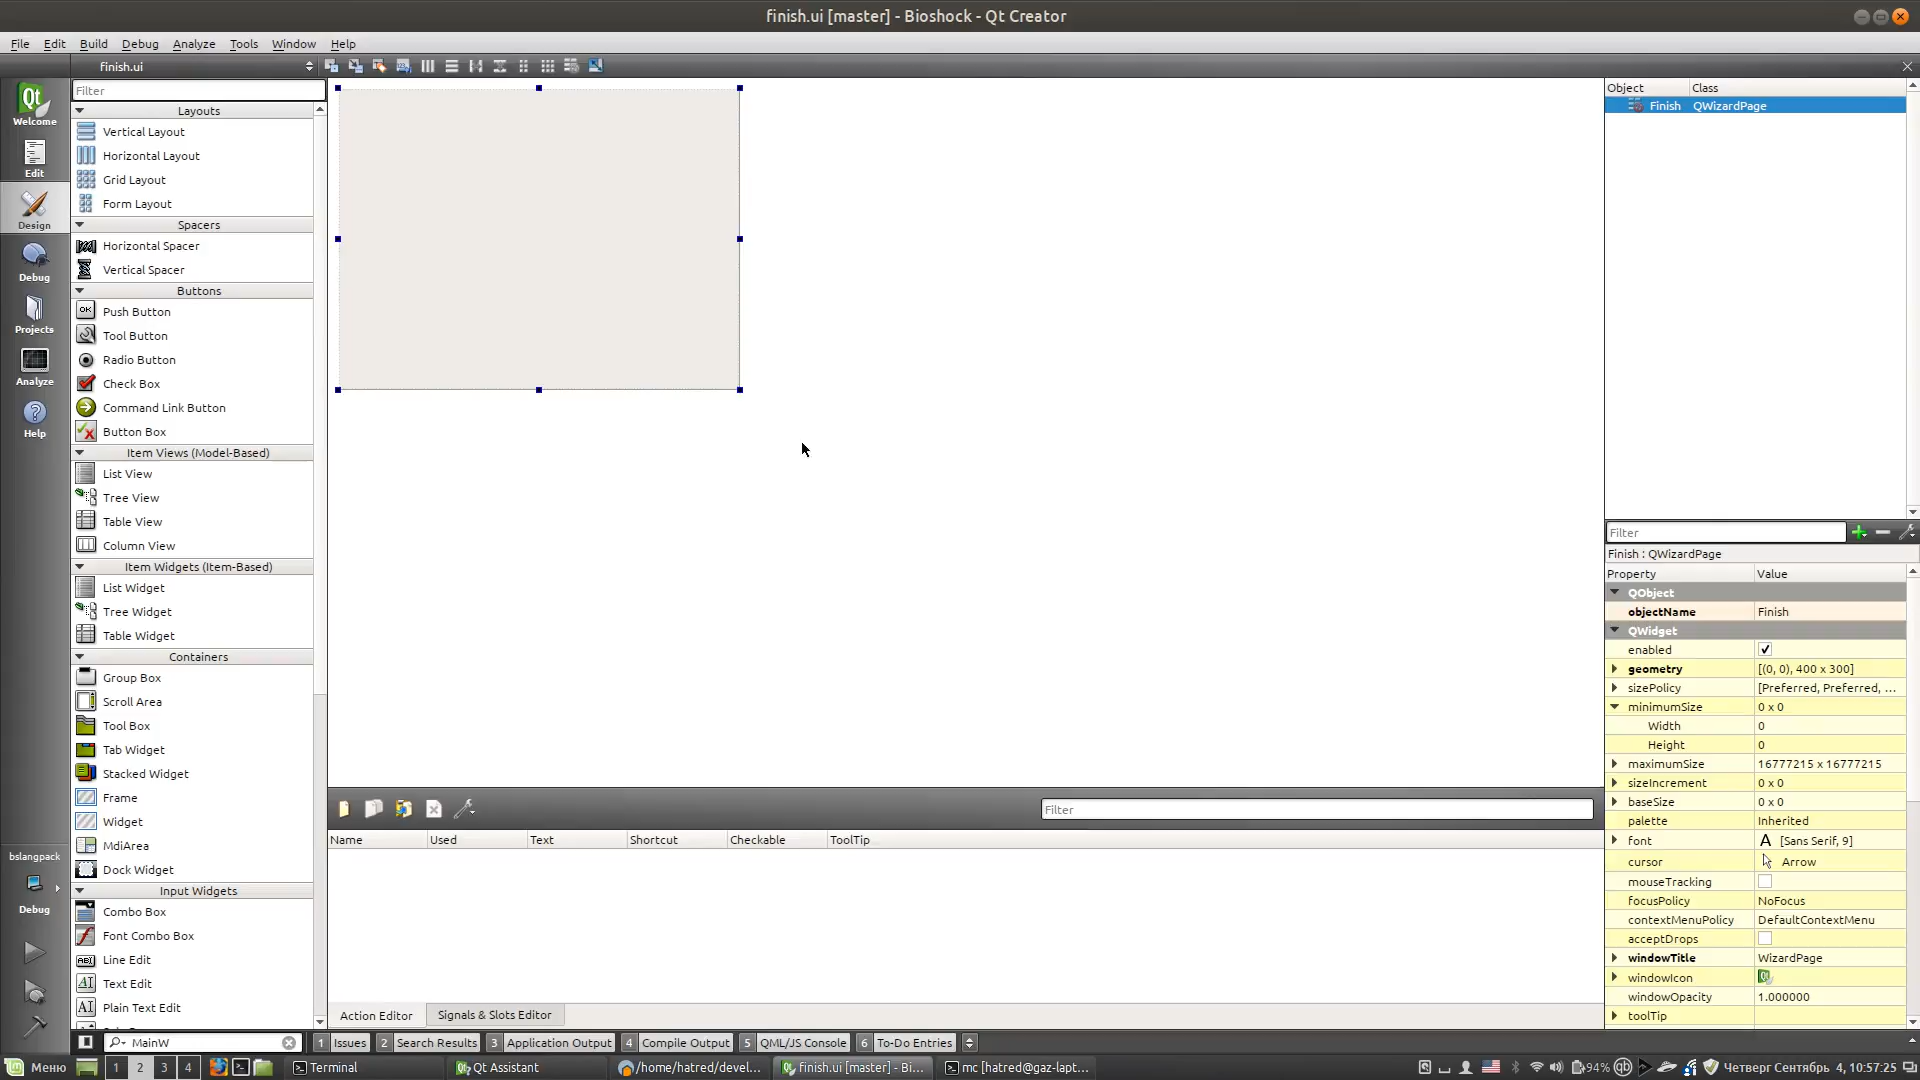 finish.ui [master] - Bioshock - Qt Creator
File Edit Build Debug Analyze Tools Window Help
finish.ui
Filter
Welcome
Edit
Design
Debug
Projects
Analyze
Help
bslangpack
Debug
Layouts
Vertical Layout
Horizontal Layout
Grid Layout
Form Layout
Spacers
Horizontal Spacer
Vertical Spacer
Buttons
Push Button
Tool Button
Radio Button
Check Box
Command Link Button
Button Box
Item Views (Model-Based)
List View
Tree View
Table View
Column View
Item Widgets (Item-Based)
List Widget
Tree Widget
Table Widget
Containers
Group Box
Scroll Area
Tool Box
Tab Widget
Stacked Widget
Frame
Widget
MdiArea
Dock Widget
Input Widgets
Combo Box
Font Combo Box
Line Edit
Text Edit
Plain Text Edit
Filter
Name Used Text Shortcut Checkable ToolTip
Action Editor Signals & Slots Editor
Object Class
Finish QWizardPage
Filter
Finish : QWizardPage
Property Value
QObject
objectName Finish
QWidget
enabled
geometry [(0, 0), 400 x 300]
sizePolicy [Preferred, Preferred, ...
minimumSize 0 x 0
Width 0
Height 0
maximumSize 16777215 x 16777215
sizeIncrement 0 x 0
baseSize 0 x 0
palette Inherited
font A [Sans Serif, 9]
cursor Arrow
mouseTracking
focusPolicy NoFocus
contextMenuPolicy DefaultContextMenu
acceptDrops
windowTitle WizardPage
windowIcon
windowOpacity 1.000000
toolTip
MainW 1 Issues 2 Search Results 3 Application Output 4 Compile Output 5 QML/JS Console 6 To-Do Entries
Меню 1 2 3 4 Terminal Qt Assistant /home/hatred/devel... finish.ui [master] - Bi... mc [hatred@gaz-lapt... 94% Четверг Сентябрь 4, 10:57:25